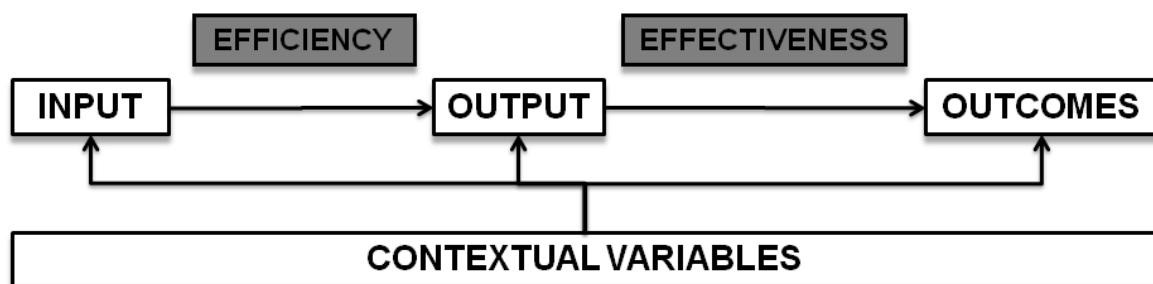 EFFICIENCY EFFECTIVENESS
INPUT OUTPUT OUTCOMES
CONTEXTUAL VARIABLES